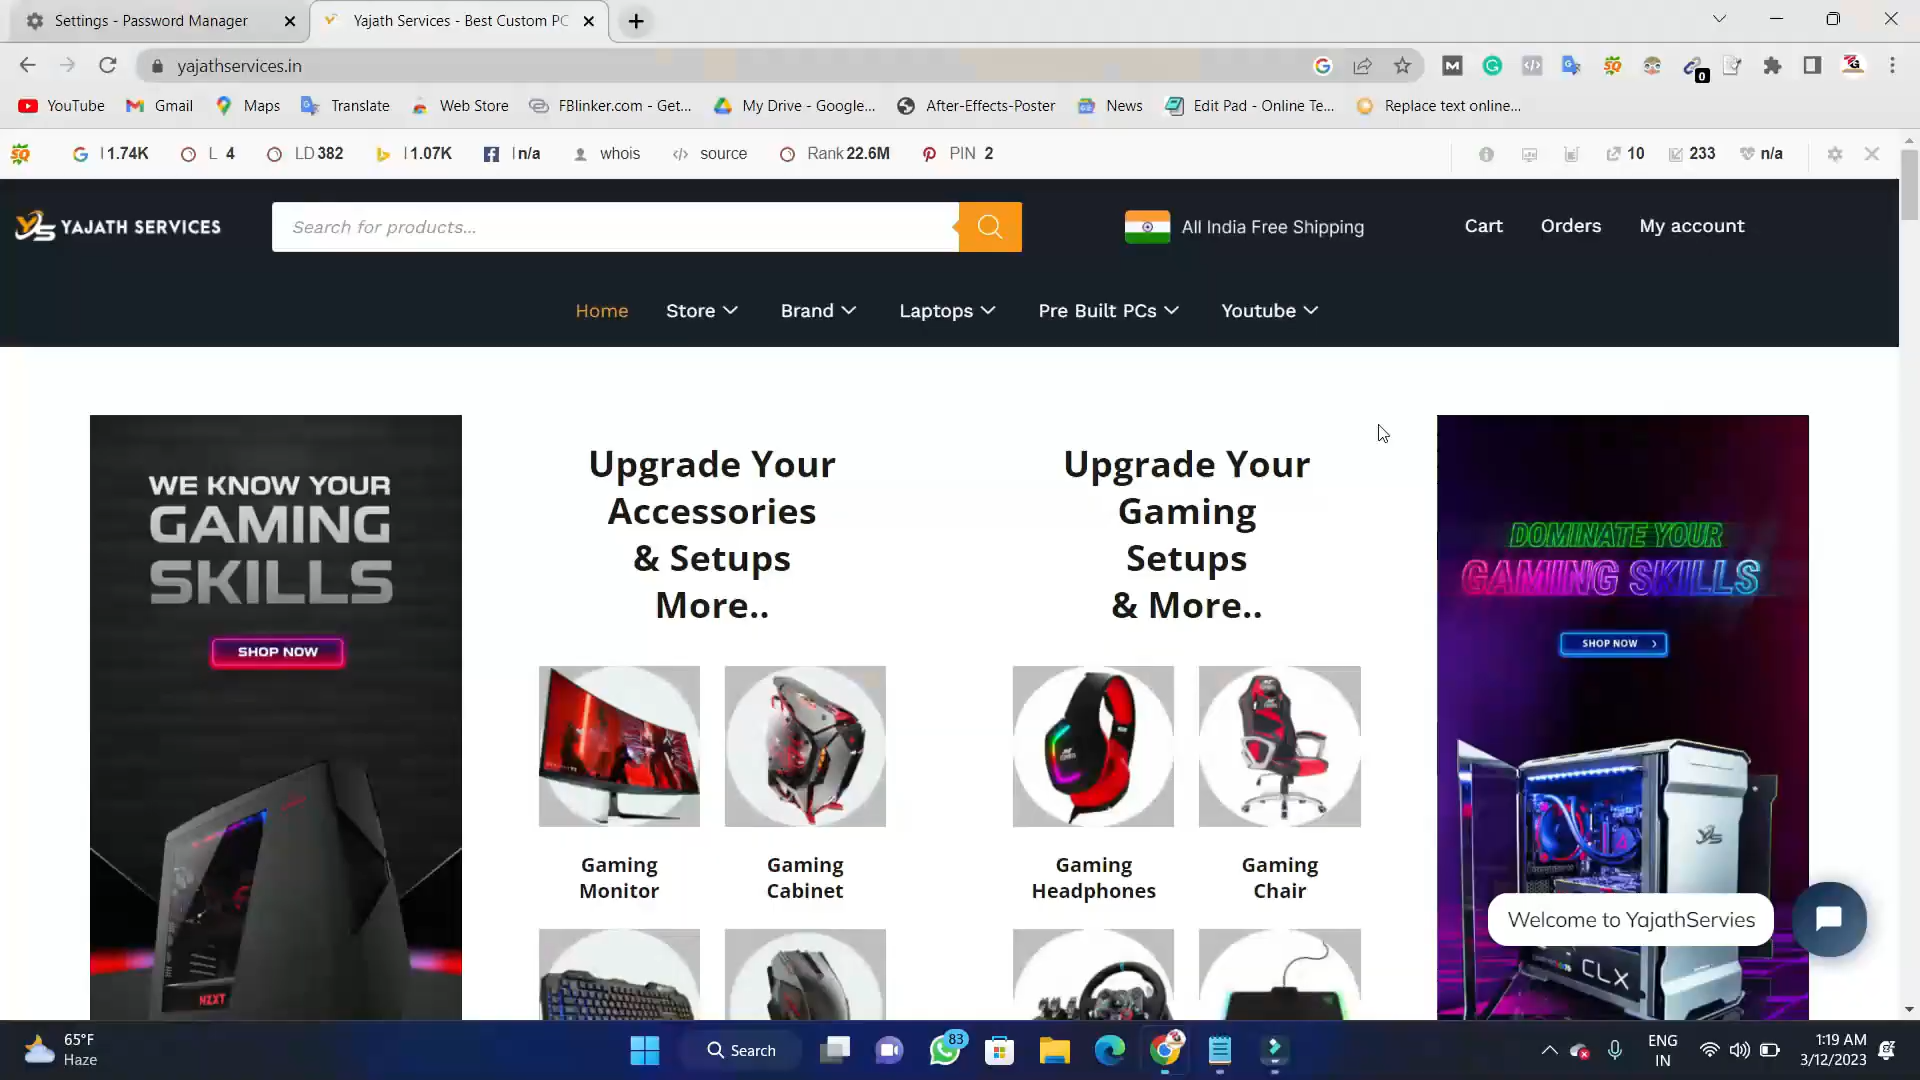 Settings - Password Manager
Yajath Services - Best Custom PC
yajathservices.in
0
YouTube
Gmail
Maps
Translate
Web Store
FBlinker.com - Get...
My Drive - Google...
After-Effects-Poster
News
Edit Pad - Online Te...
Replace text online...
I 1.74K
L 4
LD 382
I 1.07K
I n/a
whois
source
Rank 22.6M
PIN 2
10
233
n/a
YAJATH SERVICES
Search for products...
All India Free Shipping
Cart
Orders
My account
Home
Store
Brand
Laptops
Pre Built PCs
Youtube
WE KNOW YOUR
GAMING
SKILLS
SHOP NOW
NZXT
Upgrade Your
Accessories
& Setups
More..
Gaming
Monitor
Gaming
Cabinet
Upgrade Your
Gaming
Setups
& More..
Gaming
Headphones
Gaming
Chair
DOMINATE YOUR
GAMING SKILLS
SHOP NOW
CLX
Welcome to YajathServies
65°F
Haze
Search
83
ENG
IN
1:19 AM
3/12/2023